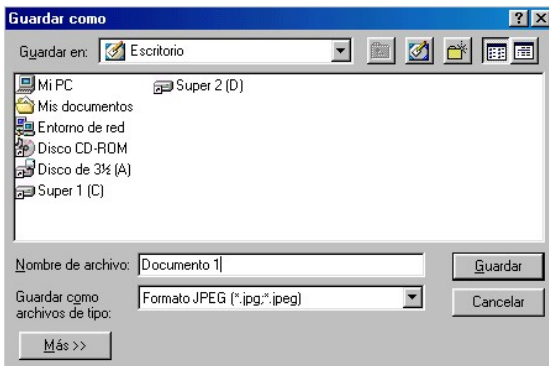 Guardar como
Guardar en: Escritorio
Mi PC
Mis documentos
Entorno de red
Disco CD-ROM
Disco de 3½ (A)
Super 1 (C)
Super 2 (D)
Nombre de archivo: Documento 1
Guardar
Guardar como
archivos de tipo:
Formato JPEG (*.jpg;*.jpeg)
Cancelar
Más >>